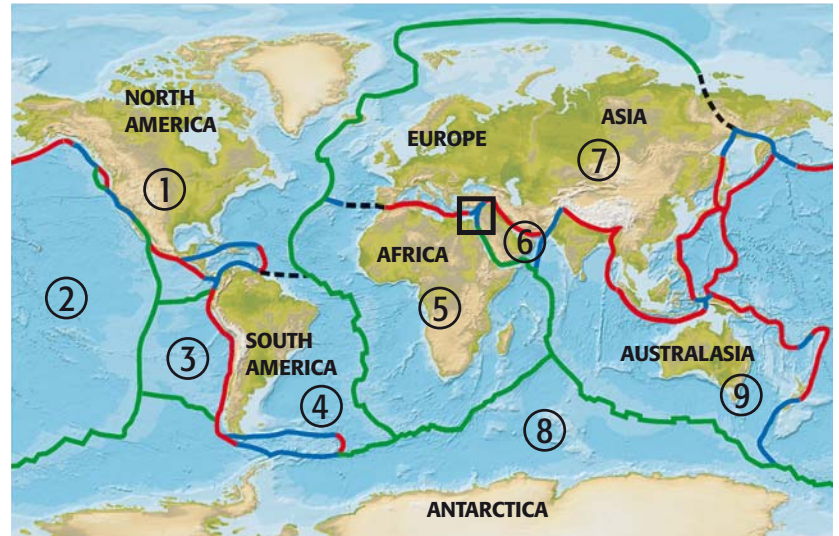 NORTH
AMERICA
EUROPE
ASIA
①
⑦
AFRICA
⑥
②
⑤
③
SOUTH
AMERICA
④
AUSTRALASIA
⑨
⑧
ANTARCTICA